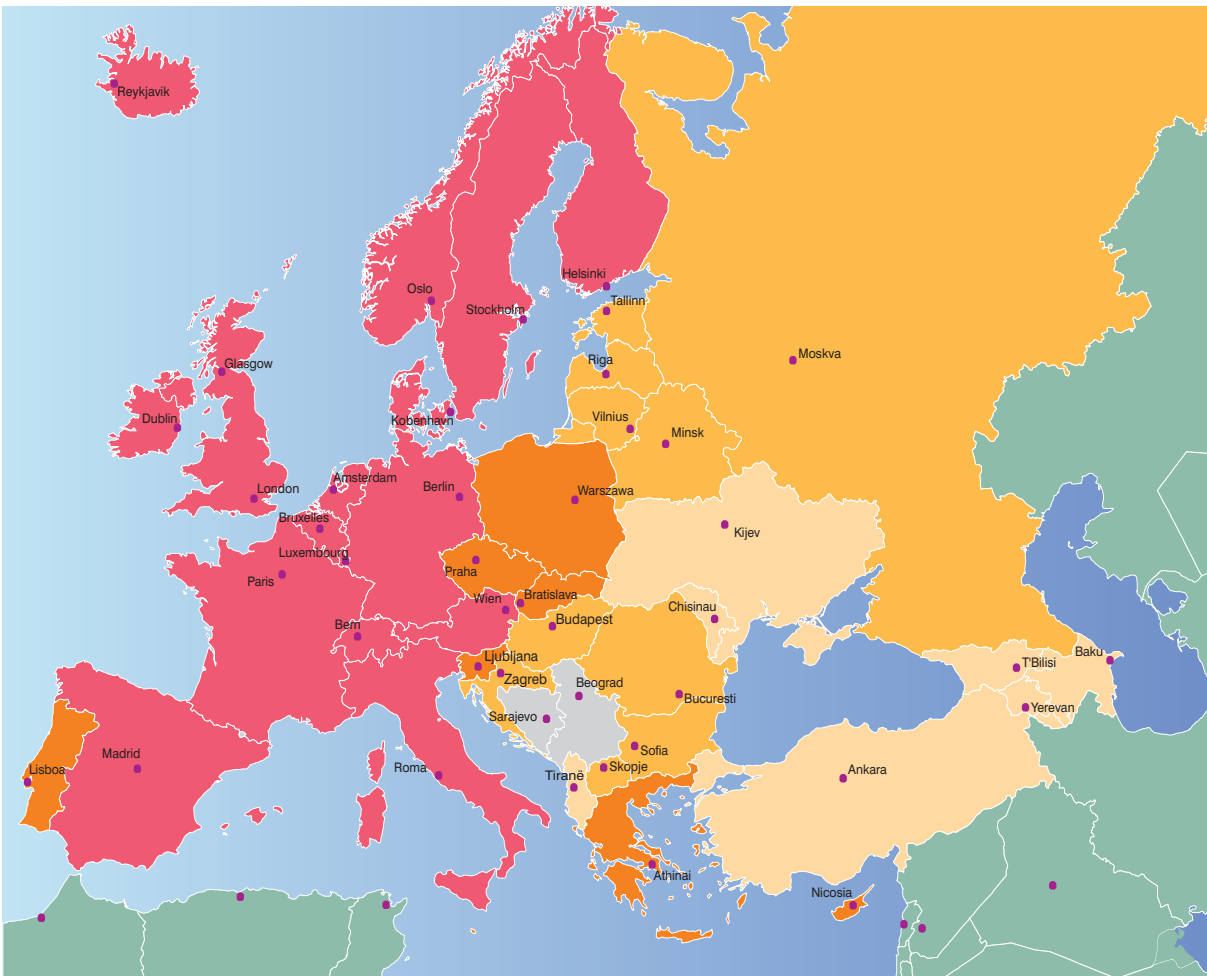 Reykjavik
Helsinki
Oslo
Tallinn
Stockholm
Moskva
Riga
Glasgow
Dublin
Kobenhavn
Vilnius
Minsk
Amsterdam
Berlin
London
Warszawa
Bruxelles
Kijev
Luxembourg
Praha
Paris
Wien
Bratislava
Chisinau
Budapest
Bern
Ljubljana
T'Bilisi
Baku
Zagreb
Beograd
Bucuresti
Yerevan
Sarajevo
Madrid
Sofia
Lisboa
Roma
Tiranë
Skopje
Ankara
Athinai
Nicosia